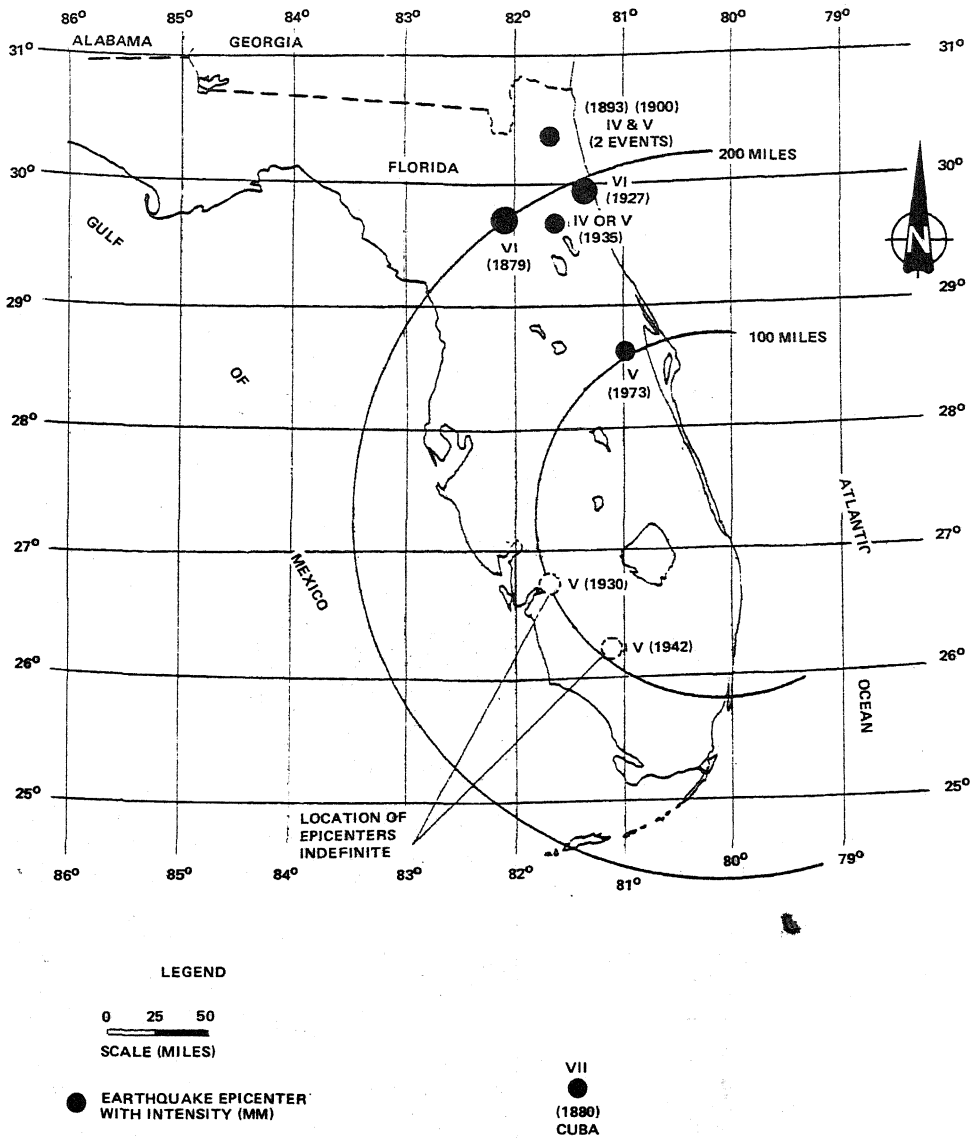 86° 85° 84° 83° 82° 81° 80° 79°
31° 31°
ALABAMA GEORGIA
(1893) (1900)
IV & V
(2 EVENTS)
200 MILES
30° FLORIDA 30°
VI
(1927)
IV OR V
(1935)
VI
(1879)
GULF
N
29° 29°
100 MILES
V
(1973)
OF
28° 28°
ATLANTIC
27° 27°
MEXICO
V (1930)
V (1942)
26° 26°
OCEAN
25° 25°
LOCATION OF
EPICENTERS
INDEFINITE
86° 85° 84° 83° 82° 81° 80° 79°
LEGEND
0 25 50
SCALE (MILES)
EARTHQUAKE EPICENTER
WITH INTENSITY (MM)
VII
(1880)
CUBA